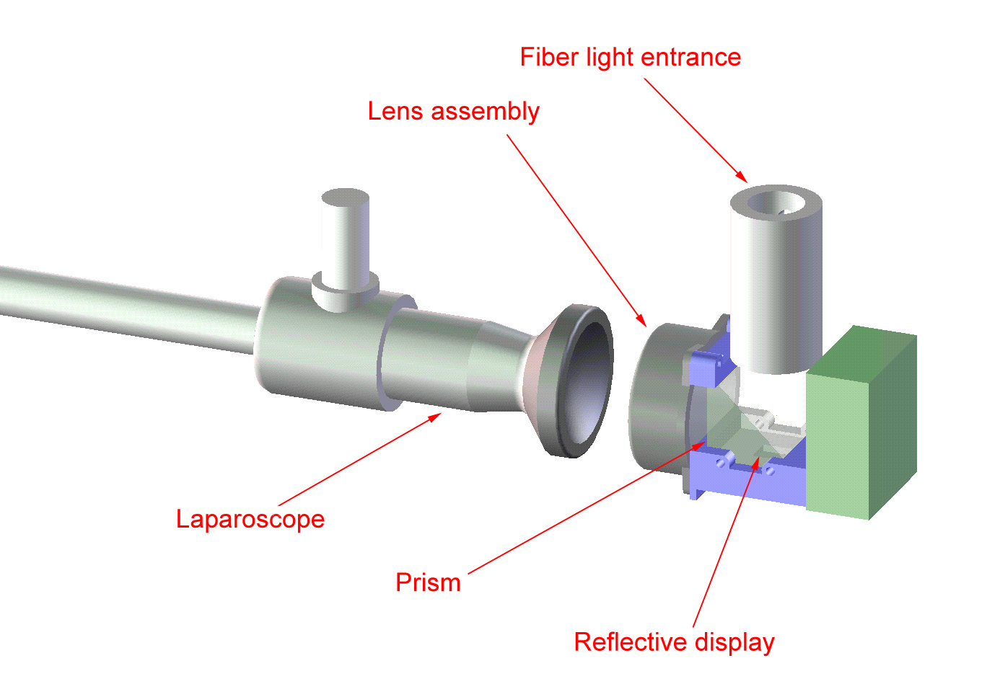 Fiber light entrance
Lens assembly
Laparoscope
Prism
Reflective display